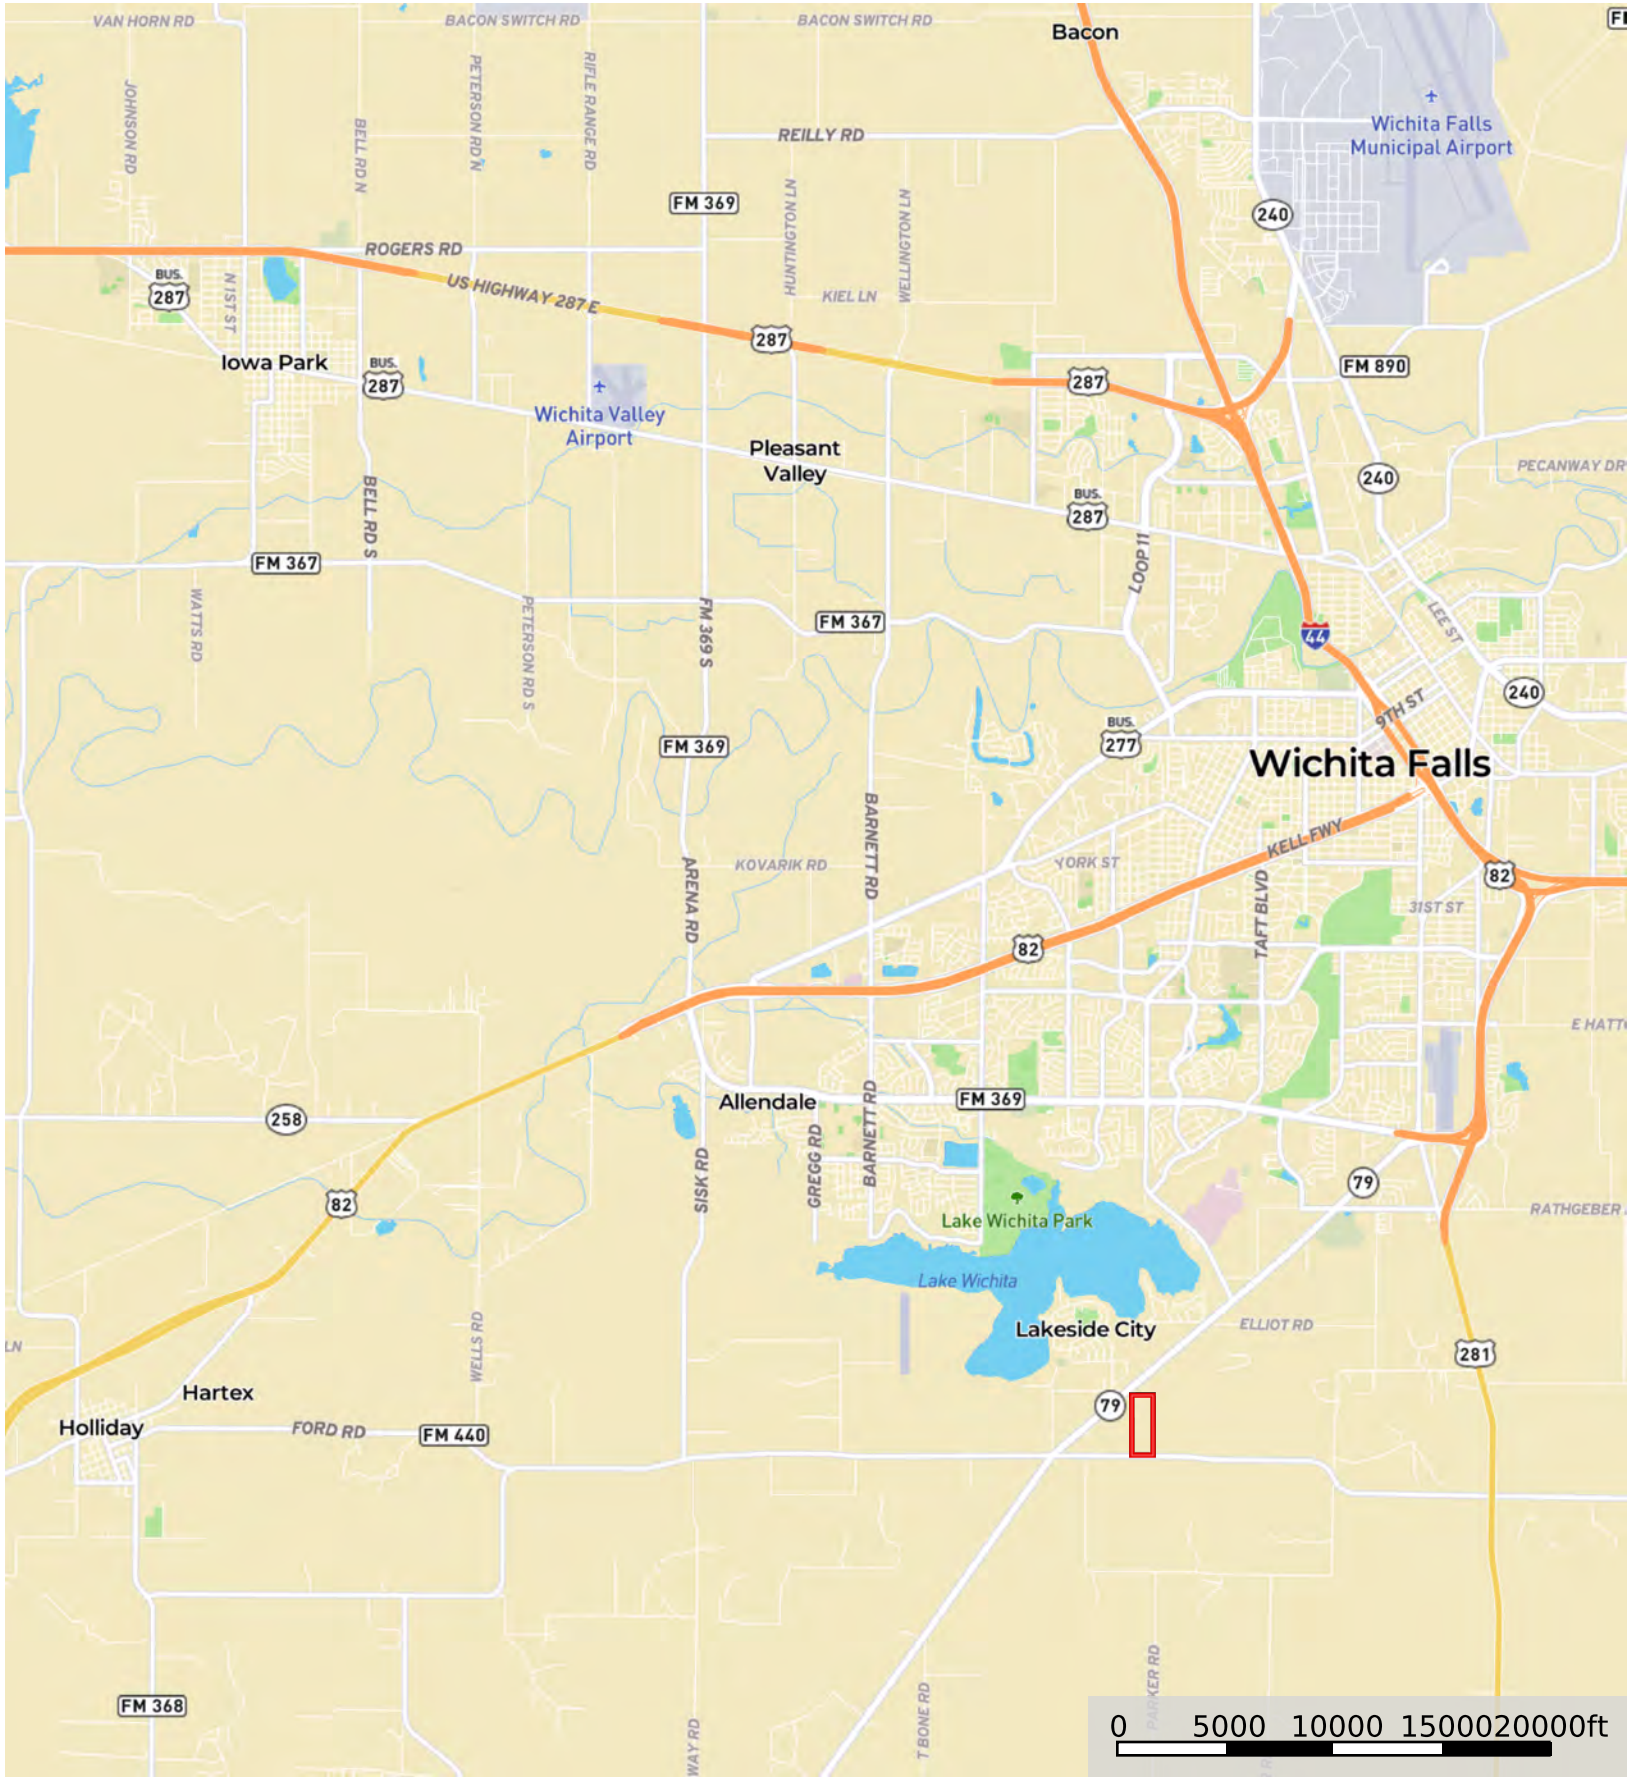 VAN HORN RD
BACON SWITCH RD
BACON SWITCH RD
Bacon
JOHNSON RD
BELL RD N
PETERSON RD N
RIFLE RANGE RD
REILLY RD
Wichita Falls
Municipal Airport
FM 369
HUNTINGTON LN
WELLINGTON LN
240
ROGERS RD
BUS.
287
N 1ST ST
US HIGHWAY 287 E
KIEL LN
287
Iowa Park
BUS.
287
Wichita Valley
Airport
287
FM 890
Pleasant
Valley
PECANWAY DR
240
BUS.
287
BELL RD S
LOOP 11
FM 367
WATTS RD
PETERSON RD S
FM 369 S
FM 367
LEE ST
44
240
9TH ST
FM 369
BUS.
277
Wichita Falls
BARNETT RD
KELL FWY
KOVARIK RD
YORK ST
ARENA RD
TAFT BLVD
82
31ST ST
82
E HATT
258
Allendale
FM 369
BARNETT RD
GREGG RD
SISK RD
82
79
Lake Wichita Park
RATHGEBER
Lake Wichita
WELLS RD
Lakeside City
ELLIOT RD
LN
281
Hartex
79
Holliday
FORD RD
FM 440
FM 368
WAY RD
T BONE RD
PARKER RD
0 5000 10000 15000 20000ft